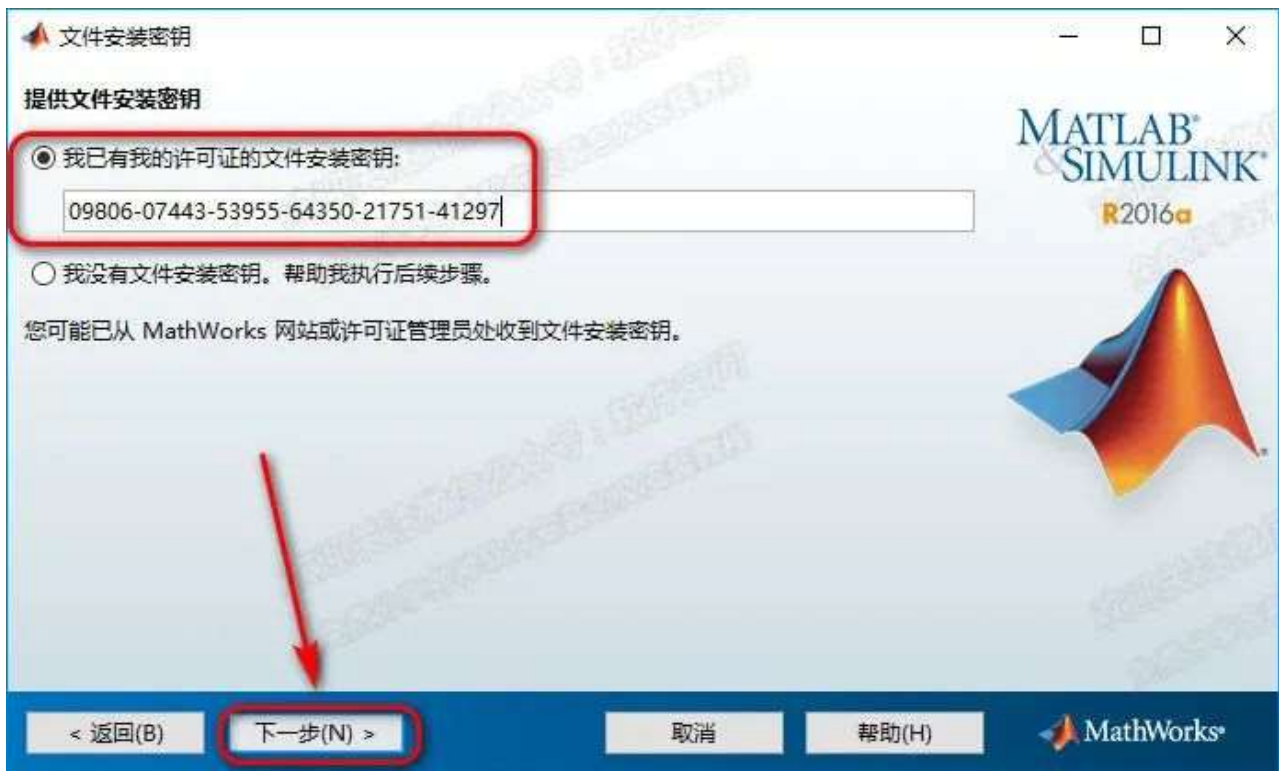 文件安装密钥
提供文件安装密钥
我已有我的许可证的文件安装密钥:
09806-07443-53955-64350-21751-41297
我没有文件安装密钥。帮助我执行后续步骤。
您可能已从 MathWorks 网站或许可证管理员处收到文件安装密钥。
MATLAB®
&SIMULINK®
R2016a
< 返回(B)
下一步(N) >
取消
帮助(H)
MathWorks®